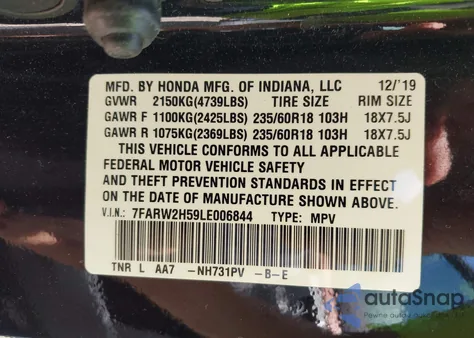 MFD. BY HONDA MFG. OF INDIANA, LLC 12/'19
GVWR 2150KG(4739LBS) TIRE SIZE RIM SIZE
GAWR F 1100KG(2425LBS) 235/60R18 103H 18X7.5J
GAWR R 1075KG(2369LBS) 235/60R18 103H 18X7.5J
THIS VEHICLE CONFORMS TO ALL APPLICABLE
FEDERAL MOTOR VEHICLE SAFETY
AND THEFT PREVENTION STANDARDS IN EFFECT
ON THE DATE OF MANUFACTURE SHOWN ABOVE.
V.I.N.: 7FARW2H59LE006844 TYPE: MPV
TNR L AA7 -NH731PV -B-E
autoSnap